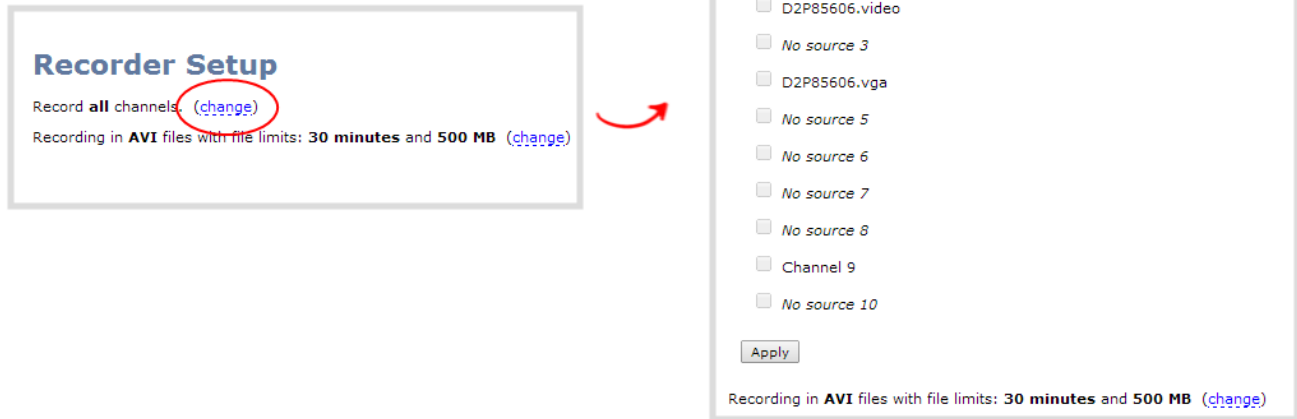 Recorder Setup
Record all channels. (change)
Recording in AVI files with file limits: 30 minutes and 500 MB (change)
D2P85606.video
No source 3
D2P85606.vga
No source 5
No source 6
No source 7
No source 8
Channel 9
No source 10
Apply
Recording in AVI files with file limits: 30 minutes and 500 MB (change)